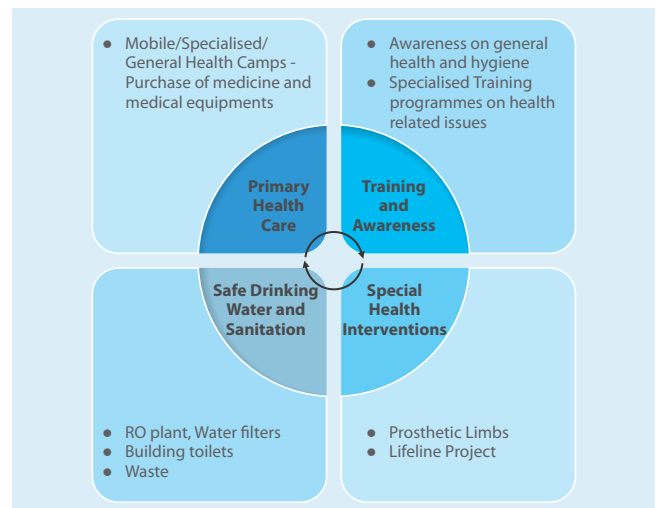 ● Mobile/Specialised/
General Health Camps -
Purchase of medicine and
medical equipments
● Awareness on general
health and hygiene
● Specialised Training
programmes on health
related issues
Primary
Health
Care
Training
and
Awareness
Safe Drinking
Water and
Sanitation
Special
Health
Interventions
● RO plant, Water filters
● Building toilets
● Waste
● Prosthetic Limbs
● Lifeline Project